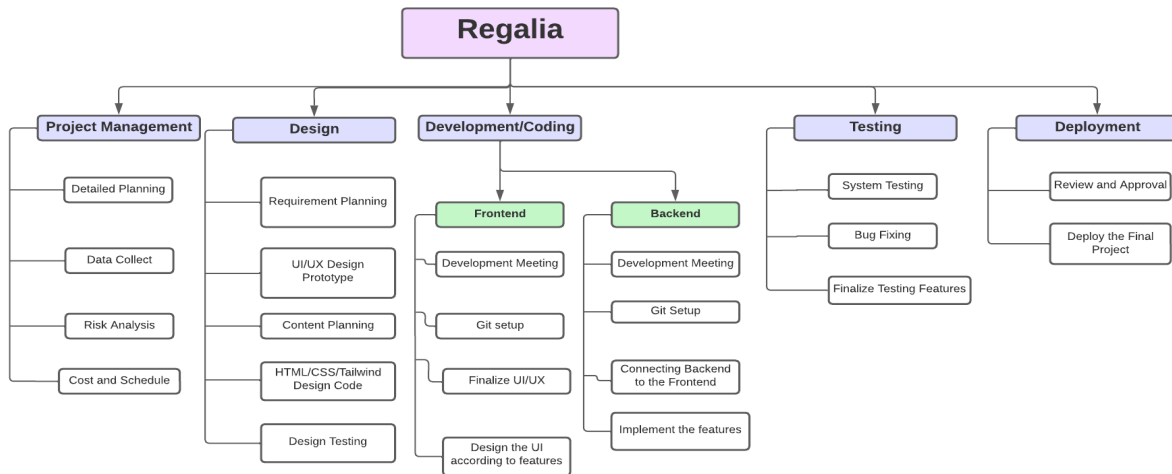 Regalia
Project Management
Detailed Planning
Data Collect
Risk Analysis
Cost and Schedule
Design
Requirement Planning
UI/UX Design
Prototype
Content Planning
HTML/CSS/Tailwind
Design Code
Design Testing
Development/Coding
Frontend
Development Meeting
Git setup
Finalize UI/UX
Design the UI
according to features
Backend
Development Meeting
Git Setup
Connecting Backend
to the Frontend
Implement the features
Testing
System Testing
Bug Fixing
Finalize Testing Features
Deployment
Review and Approval
Deploy the Final
Project